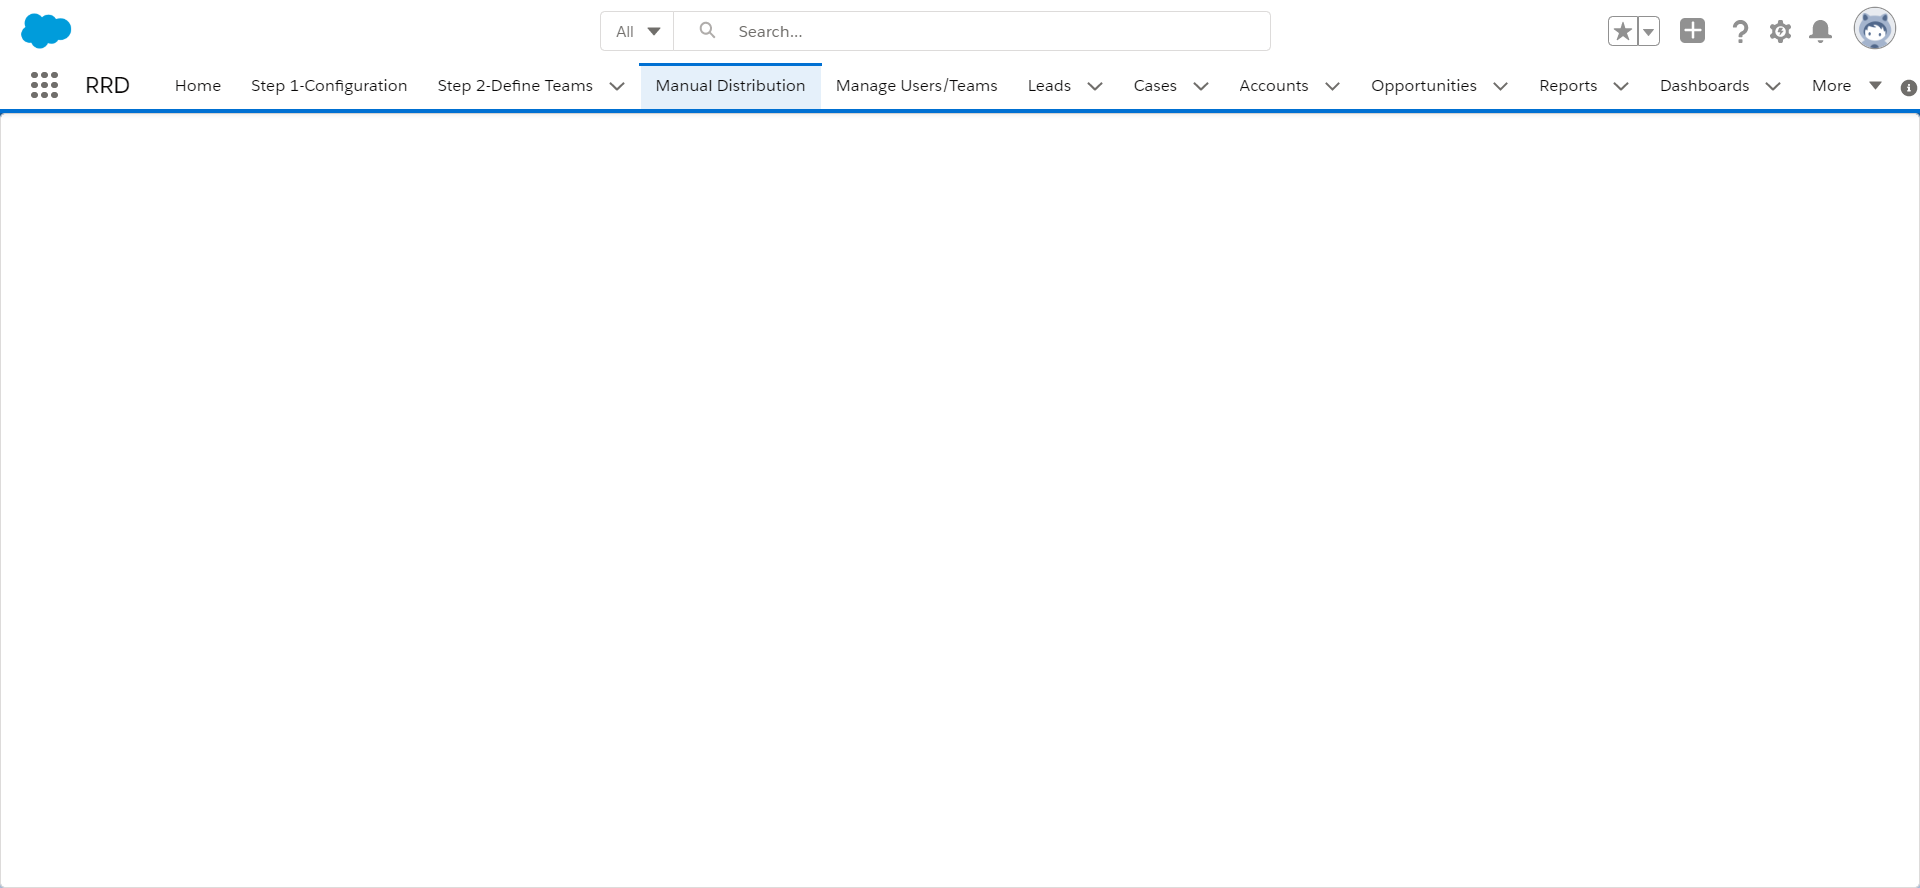 All
Search...
RRD
Home
Step 1-Configuration
Step 2-Define Teams
Manual Distribution
Manage Users/Teams
Leads
Cases
Accounts
Opportunities
Reports
Dashboards
More